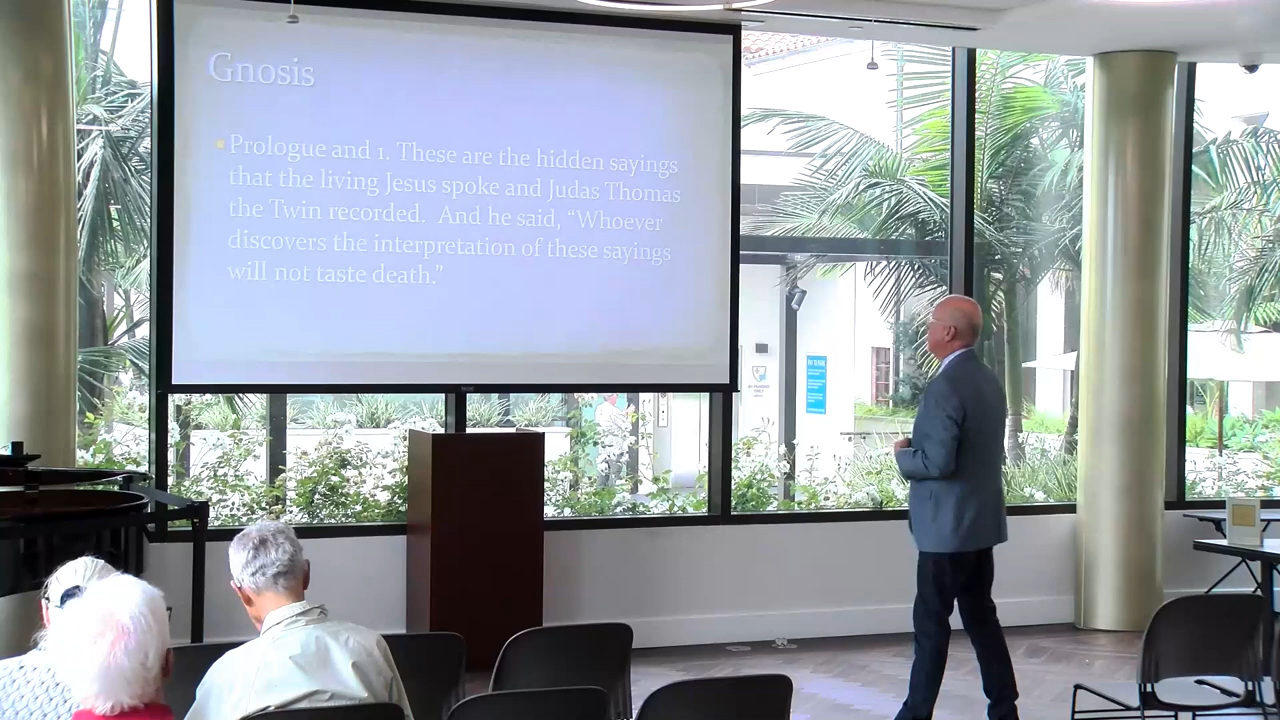 Gnosis
Prologue and 1. These are the hidden sayings
that the living Jesus spoke and Judas Thomas
the Twin recorded.  And he said, “Whoever
discovers the interpretation of these sayings
will not taste death.”